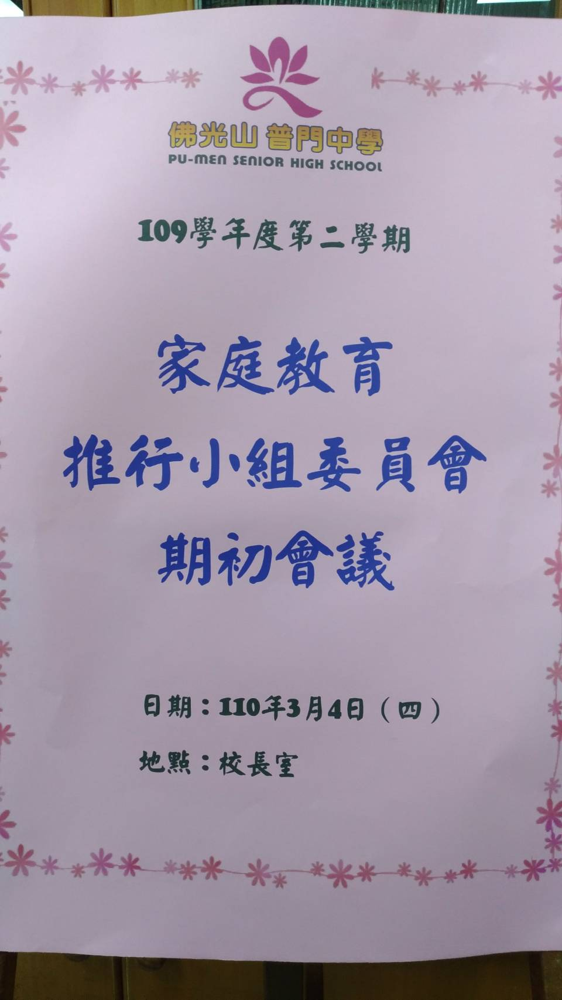 佛光山 普門中學
PU-MEN SENIOR HIGH SCHOOL
109學年度第二學期
家庭教育
推行小組委員會
期初會議
日期：110年3月4日（四）
地點：校長室